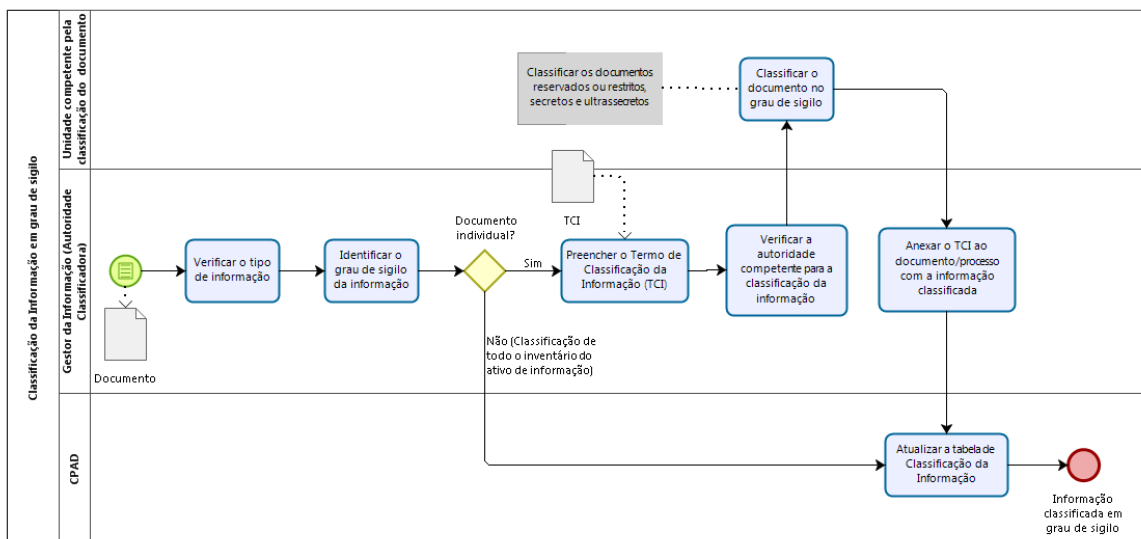 Classificação da Informação em grau de sigilo
Unidade competente pela
classificação do documento
Classificar os documentos
reservados ou restritos,
secretos e ultrassecretos
Classificar o
documento no
grau de sigilo
Gestor da Informação (Autoridade
Classificadora)
Documento
Verificar o tipo
de informação
Identificar o
grau de sigilo
da informação
Documento
individual?
Sim
Não (Classificação de
todo o inventário do
ativo de informação)
TCI
Preencher o Termo de
Classificação da
Informação (TCI)
Verificar a
autoridade
competente para a
classificação da
informação
Anexar o TCI ao
documento/processo
com a informação
classificada
CPAD
Atualizar a tabela de
Classificação da
Informação
Informação
classificada em
grau de sigilo